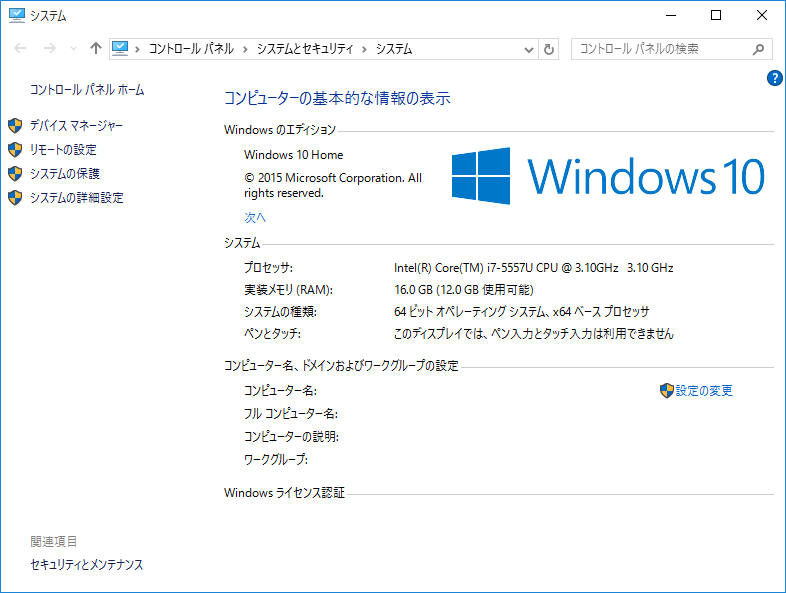 システム
コントロール パネル › システムとセキュリティ › システム
コントロール パネルの検索
?
コントロール パネル ホーム
デバイス マネージャー
リモートの設定
システムの保護
システムの詳細設定
コンピューターの基本的な情報の表示
Windows のエディション
Windows 10 Home
© 2015 Microsoft Corporation. All
rights reserved.
次へ
Windows 10
システム
プロセッサ: Intel(R) Core(TM) i7-5557U CPU @ 3.10GHz 3.10 GHz
実装メモリ (RAM): 16.0 GB (12.0 GB 使用可能)
システムの種類: 64 ビット オペレーティング システム、x64 ベース プロセッサ
ペンとタッチ: このディスプレイでは、ペン入力とタッチ入力は利用できません
コンピューター名、ドメインおよびワークグループの設定
コンピューター名: 設定の変更
フル コンピューター名:
コンピューターの説明:
ワークグループ:
Windows ライセンス認証
関連項目
セキュリティとメンテナンス